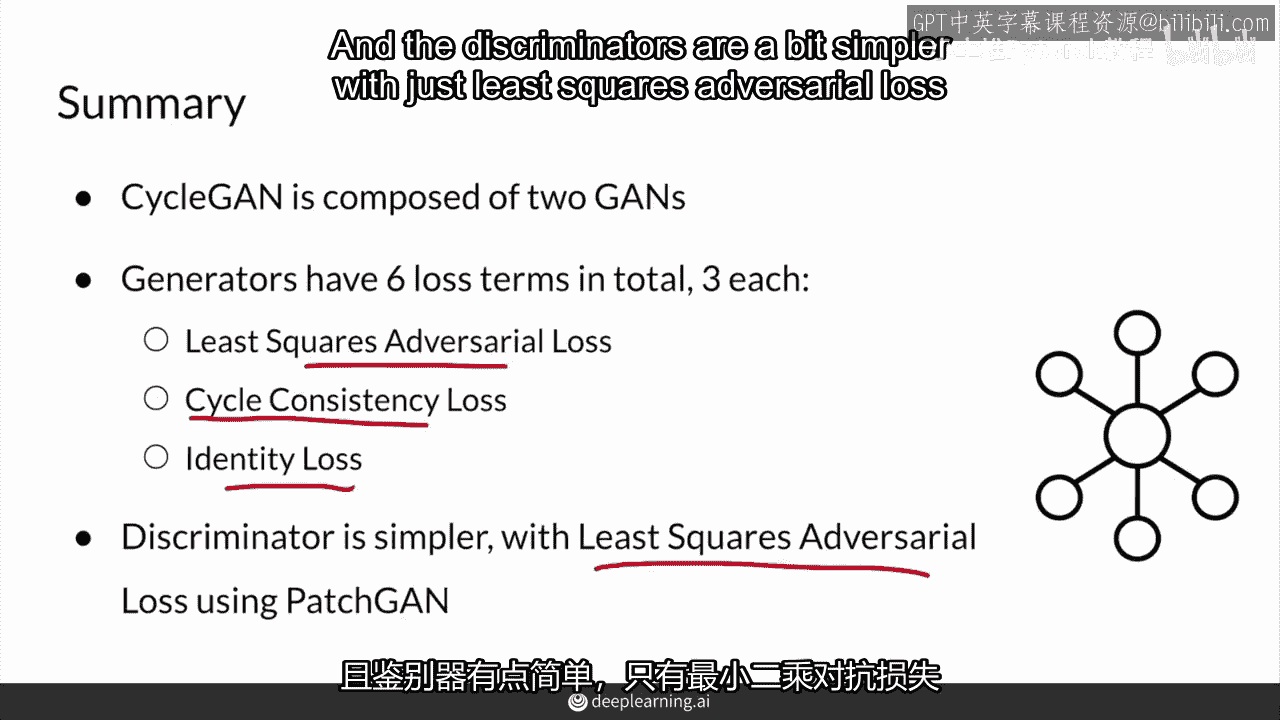 GPT中英字幕课程资源@bilibili.com
And the discriminators are a bit simpler
with just least squares adversarial loss
bilibili
Summary
● CycleGAN is composed of two GANs
● Generators have 6 loss terms in total, 3 each:
○ Least Squares Adversarial Loss
○ Cycle Consistency Loss
○ Identity Loss
● Discriminator is simpler, with Least Squares Adversarial
Loss using PatchGAN
且鉴别器有点简单，只有最小二乘对抗损失
deeplearning.ai